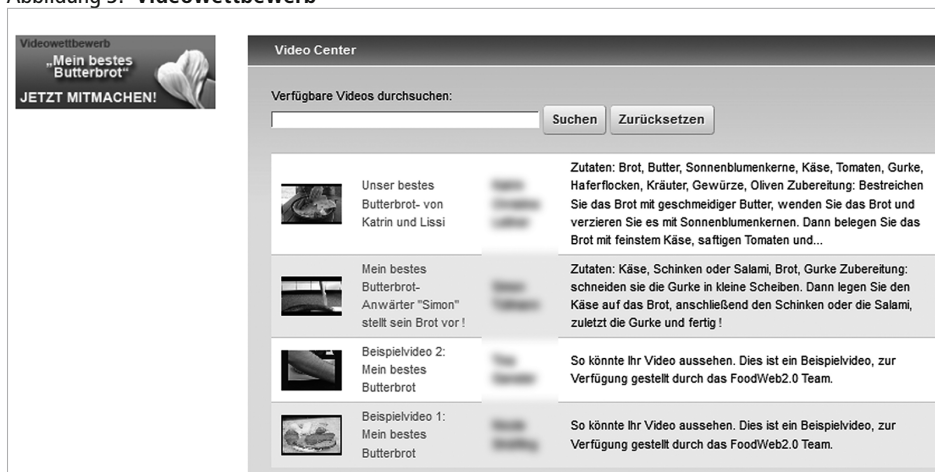 Abbildung 3: Videowettbewerb
Videowettbewerb
„Mein bestes
Butterbrot“
JETZT MITMACHEN!
Video Center
Verfügbare Videos durchsuchen:
Suchen Zurücksetzen
Unser bestes
Butterbrot- von
Katrin und Lissi
Zutaten: Brot, Butter, Sonnenblumenkerne, Käse, Tomaten, Gurke,
Haferflocken, Kräuter, Gewürze, Oliven Zubereitung: Bestreichen
Sie das Brot mit geschmeidiger Butter, wenden Sie das Brot und
verzieren Sie es mit Sonnenblumenkernen. Dann belegen Sie das
Brot mit feinstem Käse, saftigen Tomaten und...
Mein bestes
Butterbrot-
Anwärter "Simon"
stellt sein Brot vor !
Zutaten: Käse, Schinken oder Salami, Brot, Gurke Zubereitung:
schneiden sie die Gurke in kleine Scheiben. Dann legen Sie den
Käse auf das Brot, anschließend den Schinken oder die Salami,
zuletzt die Gurke und fertig !
Beispielvideo 2:
Mein bestes
Butterbrot
So könnte Ihr Video aussehen. Dies ist ein Beispielvideo, zur
Verfügung gestellt durch das FoodWeb2.0 Team.
Beispielvideo 1:
Mein bestes
Butterbrot
So könnte Ihr Video aussehen. Dies ist ein Beispielvideo, zur
Verfügung gestellt durch das FoodWeb2.0 Team.